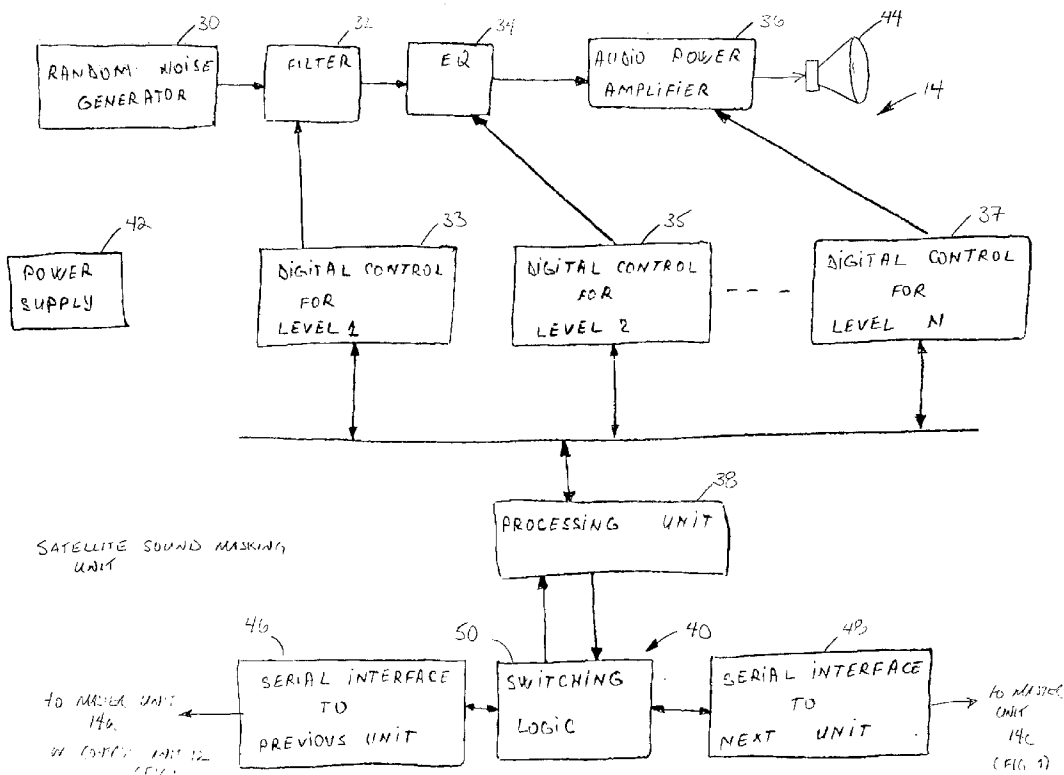 30
RANDOM NOISE
GENERATOR
32
FILTER
34
EQ
36
AUDIO POWER
AMPLIFIER
44
14
42
POWER
SUPPLY
33
DIGITAL CONTROL
FOR
LEVEL 1
35
DIGITAL CONTROL
FOR
LEVEL 2
37
DIGITAL CONTROL
FOR
LEVEL N
38
PROCESSING UNIT
SATELLITE SOUND MASKING
UNIT
46
SERIAL INTERFACE
TO
PREVIOUS UNIT
50
SWITCHING
LOGIC
40
48
SERIAL INTERFACE
TO
NEXT UNIT
to MASTER UNIT
14a
UNIT 12
to MASTER
UNIT
14c
(FIG 1)